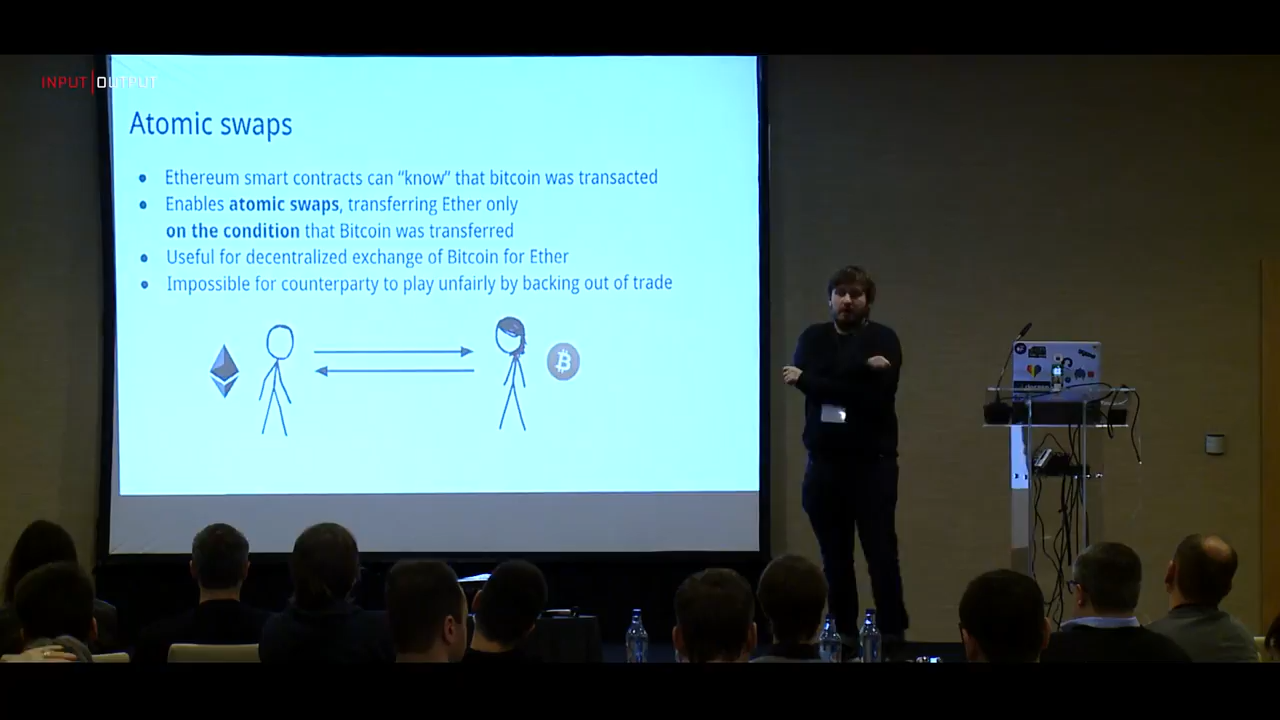 INPUT|OUTPUT
Atomic swaps
• Ethereum smart contracts can “know” that bitcoin was transacted
• Enables atomic swaps, transferring Ether only
on the condition that Bitcoin was transferred
• Useful for decentralized exchange of Bitcoin for Ether
• Impossible for counterparty to play unfairly by backing out of trade